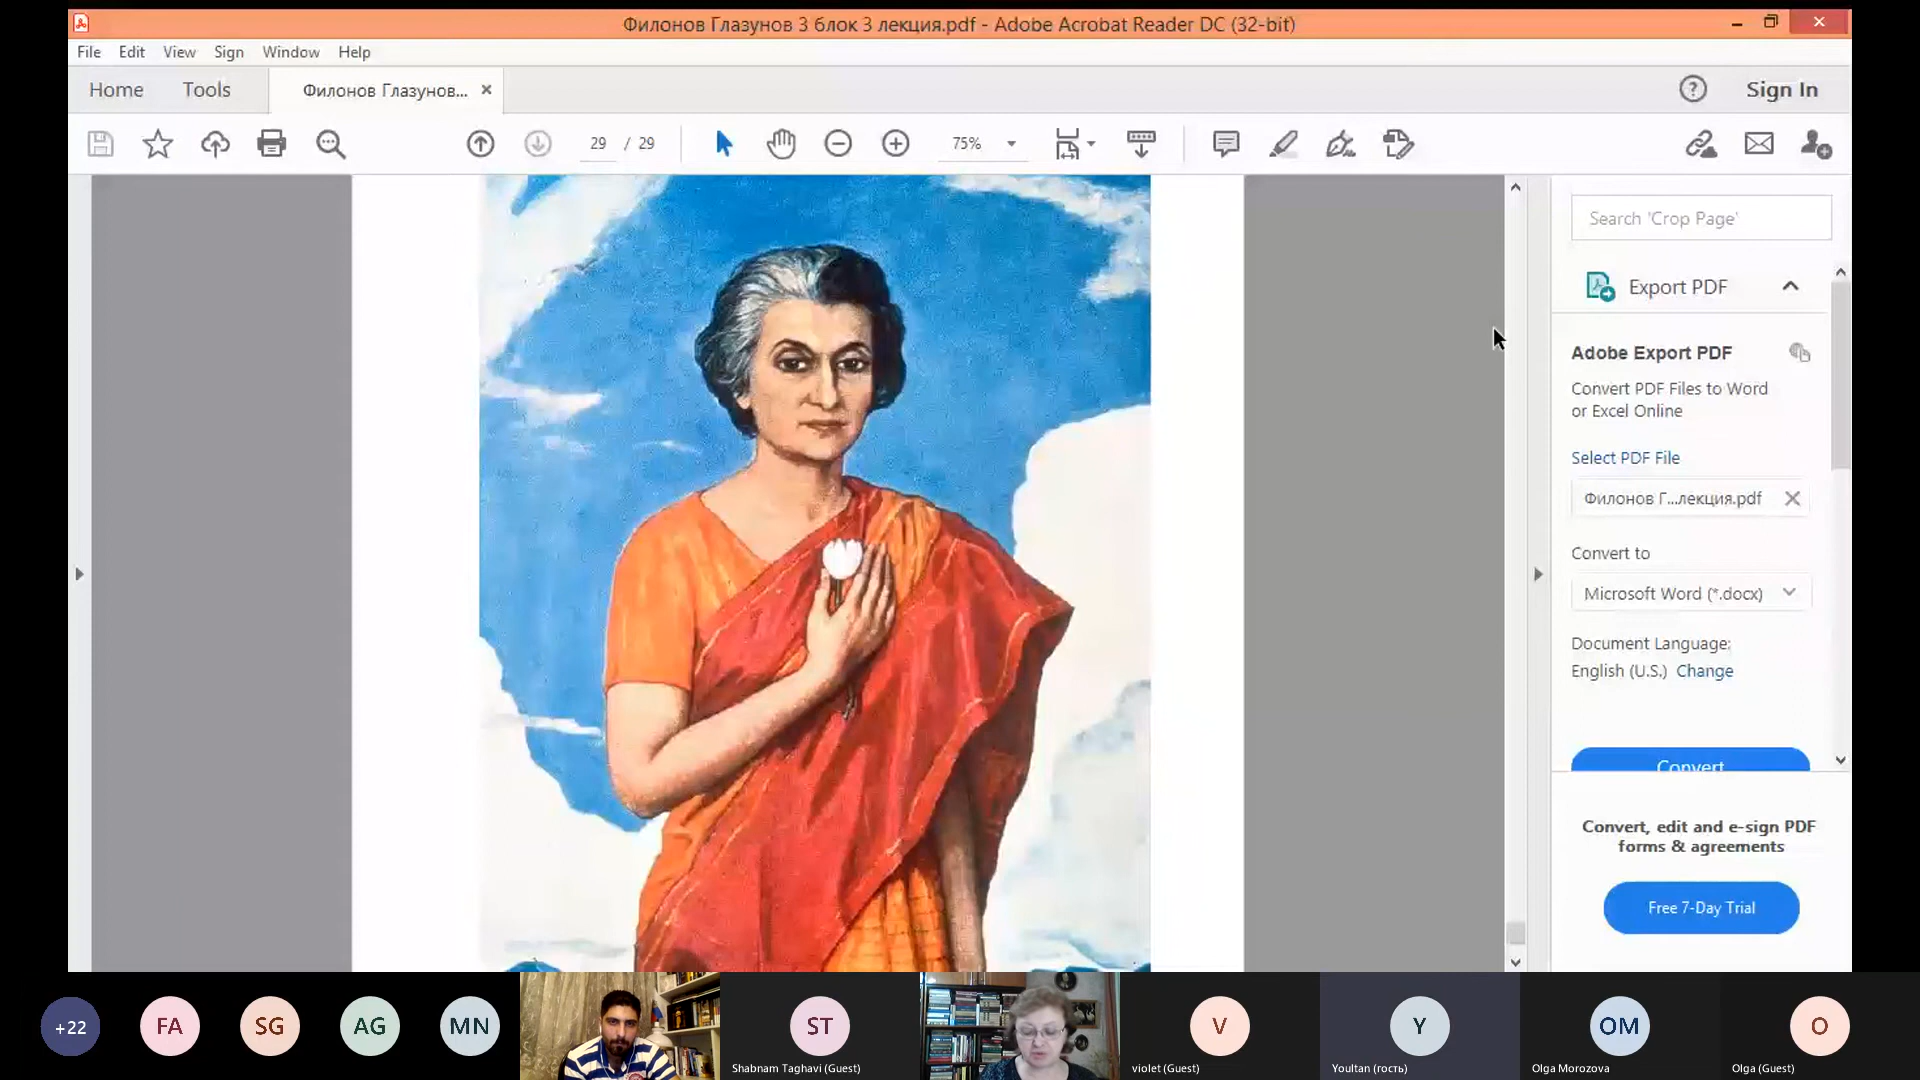 Филонов Глазунов 3 блок 3 лекция.pdf - Adobe Acrobat Reader DC (32-bit)
File Edit View Sign Window Help
Home Tools Филонов Глазунов... Sign In
29 / 29 75%
Search 'Crop Page'
Export PDF
Adobe Export PDF
Convert PDF Files to Word
or Excel Online
Select PDF File
Филонов Г...лекция.pdf
Convert to
Microsoft Word (*.docx)
Document Language:
English (U.S.) Change
Convert
Convert, edit and e-sign PDF
forms & agreements
Free 7-Day Trial
+22 FA SG AG MN ST V Y OM O
Shabnam Taghavi (Guest) violet (Guest) Youltan (гость) Olga Morozova Olga (Guest)